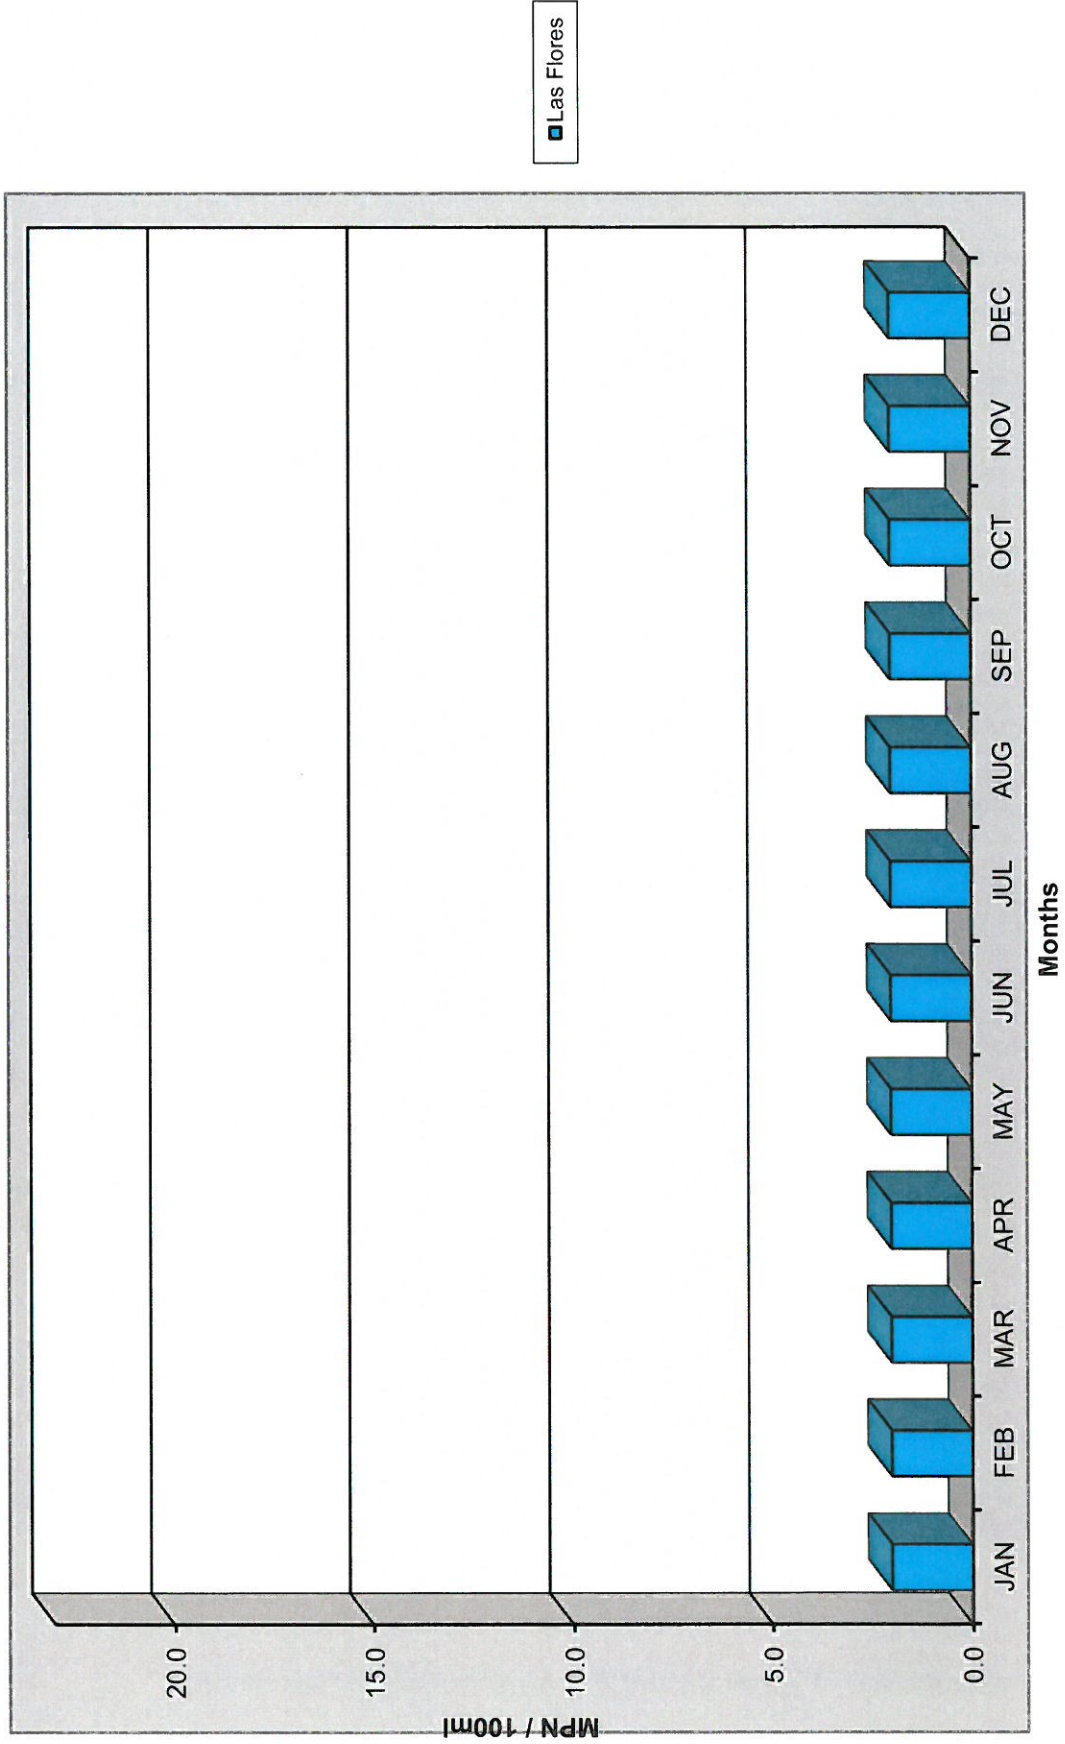 Las Flores
MPN / 100ml
20.0
15.0
10.0
5.0
0.0
JAN FEB MAR APR MAY JUN JUL AUG SEP OCT NOV DEC
Months